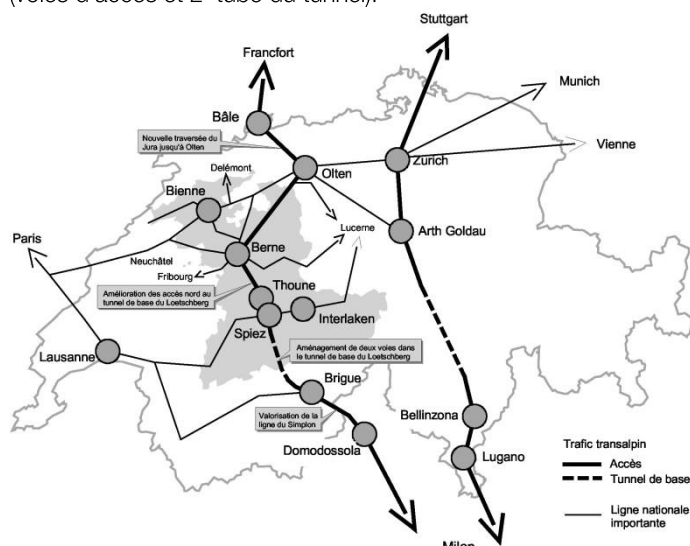 (voies d'accès et 2e tube du tunnel).
Stuttgart
Francfort
Munich
Bâle
Nouvelle traversée du
Jura jusqu'à Olten
Vienne
Zurich
Delémont
Olten
Bienne
Paris
Lucerne
Arth Goldau
Berne
Neuchâtel
Fribourg
Amélioration des accès nord au
tunnel de base du Loetschberg
Thoune
Interlaken
Spiez
Lausanne
Aménagement de deux voies dans
le tunnel de base du Loetschberg
Brigue
Valorisation de la
ligne du Simplon
Bellinzona
Domodossola
Lugano
Trafic transalpin
Accès
Tunnel de base
Ligne nationale
importante
Milan